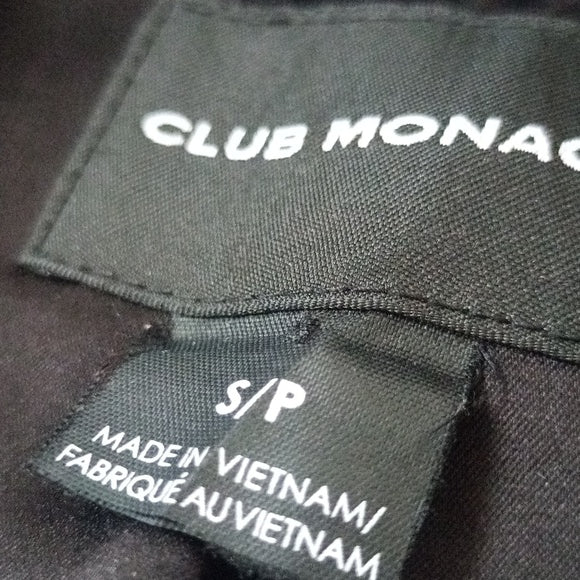 CLUB MONAC
S/P
MADE IN VIETNAM/
FABRIQUÉ AU VIETNAM